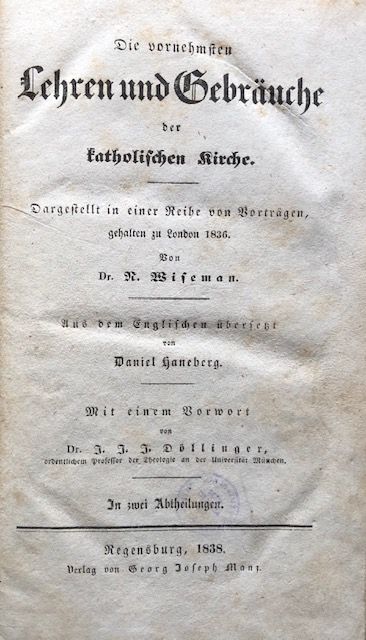 Die vornehmsten
Lehren und Gebräuche
der
katholischen Kirche.
Dargestellt in einer Reihe von Vorträgen,
gehalten zu London 1836.
Von
Dr. N. Wiseman.
Aus dem Englischen übersetzt
von
Daniel Haneberg.
Mit einem Vorwort
von
Dr. J. J. J. Döllinger,
ordentlichem Professor der Theologie an der Universität München.
In zwei Abtheilungen.
Regensburg, 1838.
Verlag von Georg Joseph Manz.